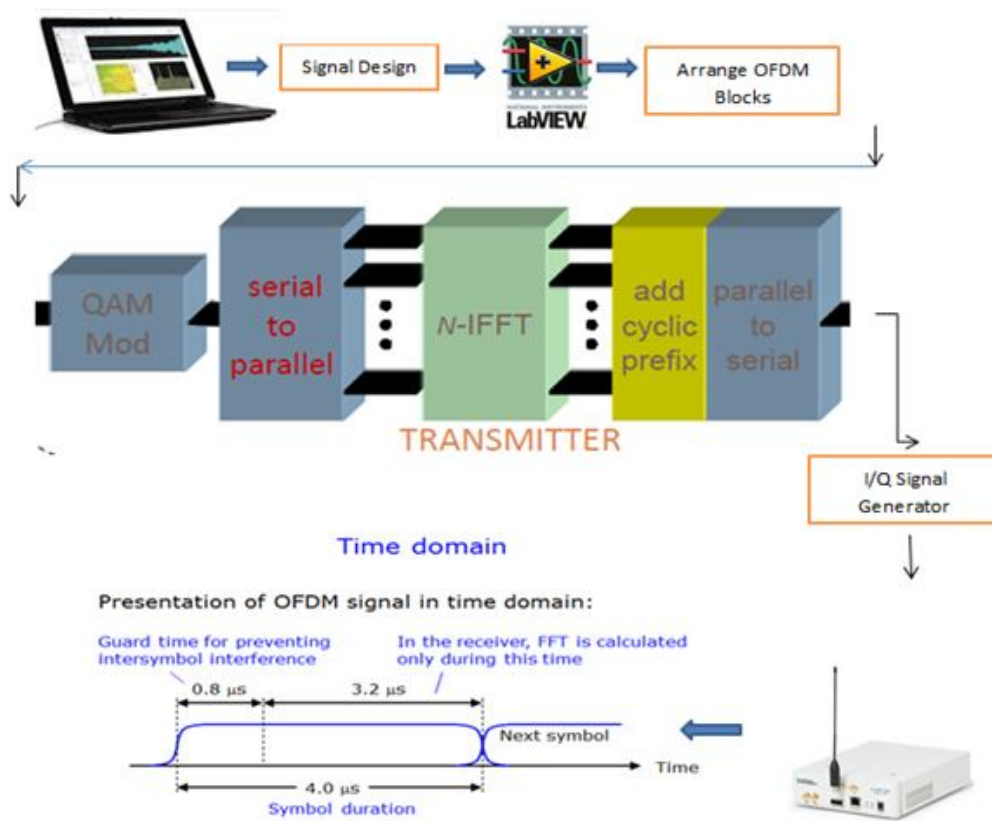 Signal Design
NATIONAL INSTRUMENTS
LabVIEW
Arrange OFDM
Blocks
QAM
Mod
serial
to
parallel
N-IFFT
add
cyclic
prefix
parallel
to
serial
TRANSMITTER
I/Q Signal
Generator
Time domain
Presentation of OFDM signal in time domain:
Guard time for preventing
intersymbol interference
In the receiver, FFT is calculated
only during this time
0.8 μs
3.2 μs
Next symbol
Time
4.0 μs
Symbol duration